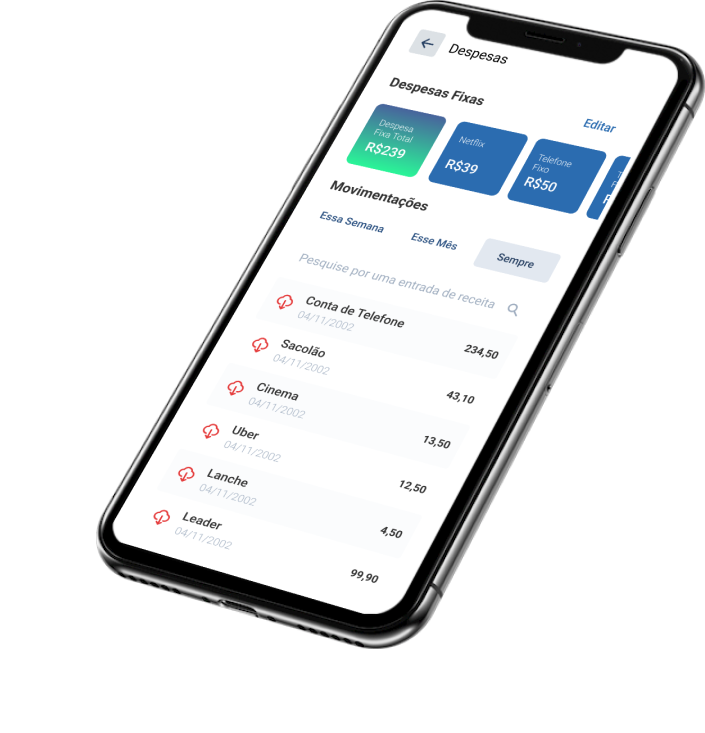 Despesas
Despesas Fixas
Editar
Despesa
Fixa Total
R$239
Netflix
R$39
Telefone
Fixo
R$50
Movimentações
Essa Semana
Esse Mês
Sempre
Pesquise por uma entrada de receita
Conta de Telefone
04/11/2002
234,50
Sacolão
04/11/2002
43,10
Cinema
04/11/2002
13,50
Uber
04/11/2002
12,50
Lanche
04/11/2002
4,50
Leader
04/11/2002
99,90